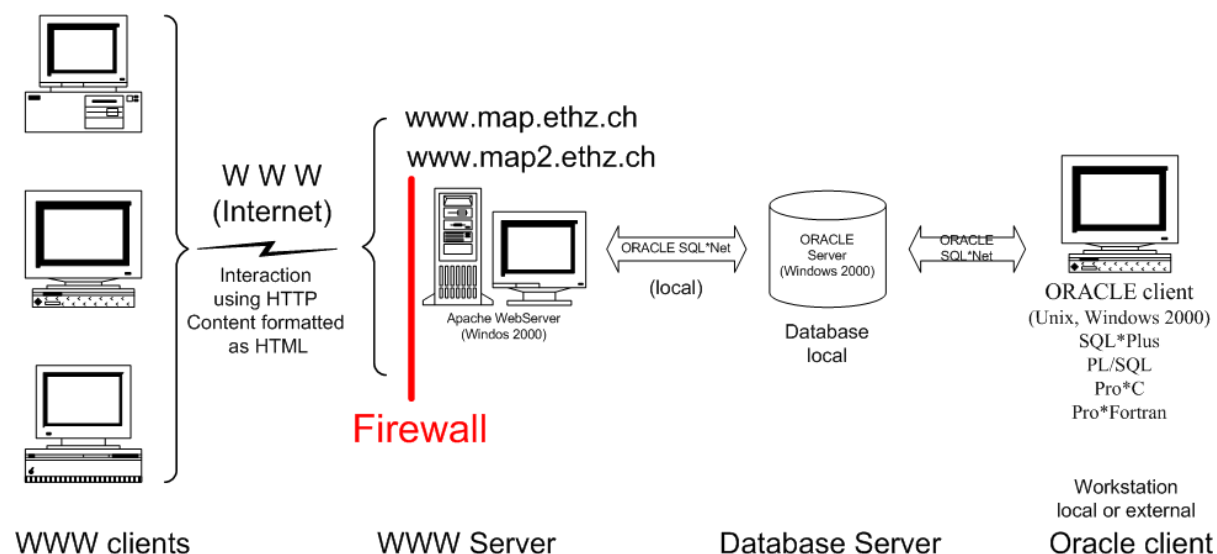 www.map.ethz.ch
www.map2.ethz.ch
W W W
(Internet)
Interaction
using HTTP
Content formatted
as HTML
Apache WebServer
(Windos 2000)
Firewall
ORACLE SQL*Net
(local)
ORACLE
Server
(Windows 2000)
Database
local
ORACLE
SQL*Net
ORACLE client
(Unix, Windows 2000)
SQL*Plus
PL/SQL
Pro*C
Pro*Fortran
Workstation
local or external
WWW clients
WWW Server
Database Server
Oracle client